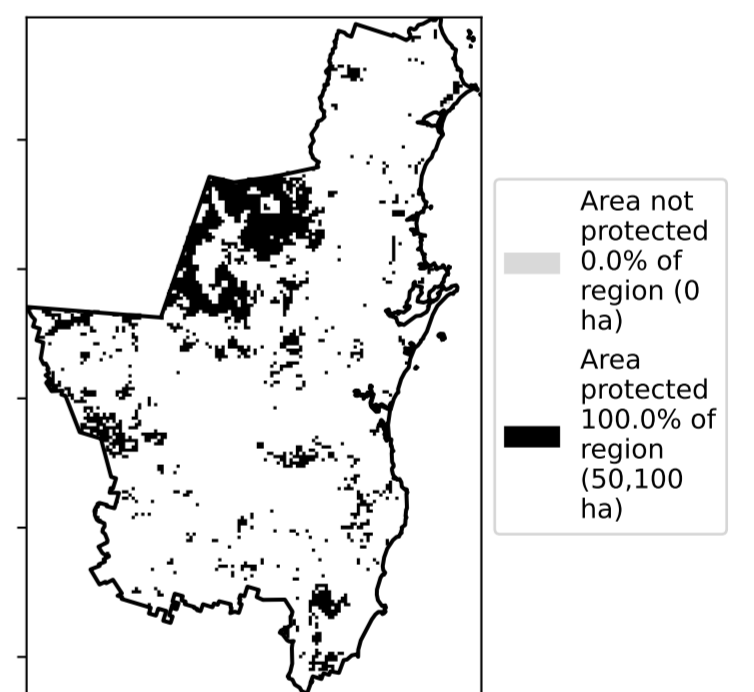 Area not
protected
0.0% of
region (0
ha)
Area
protected
100.0% of
region
(50,100
ha)